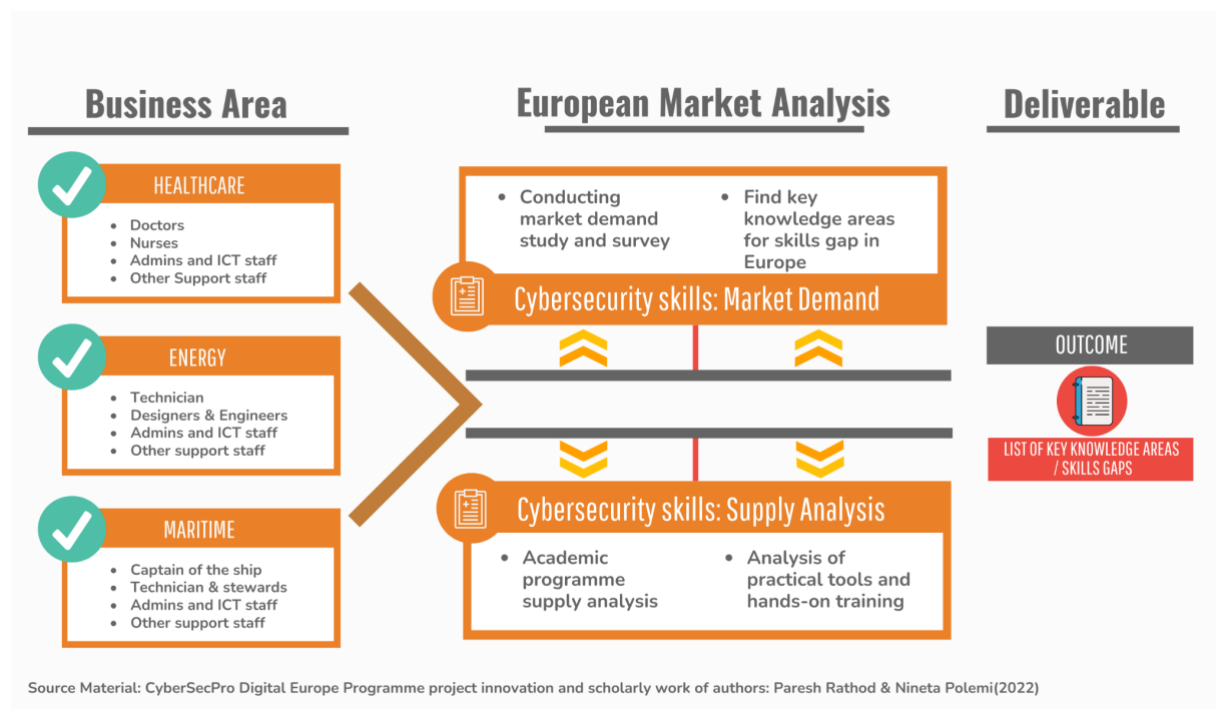 Business Area
European Market Analysis
Deliverable
HEALTHCARE
• Doctors
• Nurses
• Admins and ICT staff
• Other Support staff
ENERGY
• Technician
• Designers & Engineers
• Admins and ICT staff
• Other support staff
MARITIME
• Captain of the ship
• Technician & stewards
• Admins and ICT staff
• Other support staff
• Conducting
market demand
study and survey
• Find key
knowledge areas
for skills gap in
Europe
Cybersecurity skills: Market Demand
Cybersecurity skills: Supply Analysis
• Academic
programme
supply analysis
• Analysis of
practical tools and
hands-on training
OUTCOME
LIST OF KEY KNOWLEDGE AREAS
/ SKILLS GAPS
Source Material: CyberSecPro Digital Europe Programme project innovation and scholarly work of authors: Paresh Rathod & Nineta Polemi(2022)